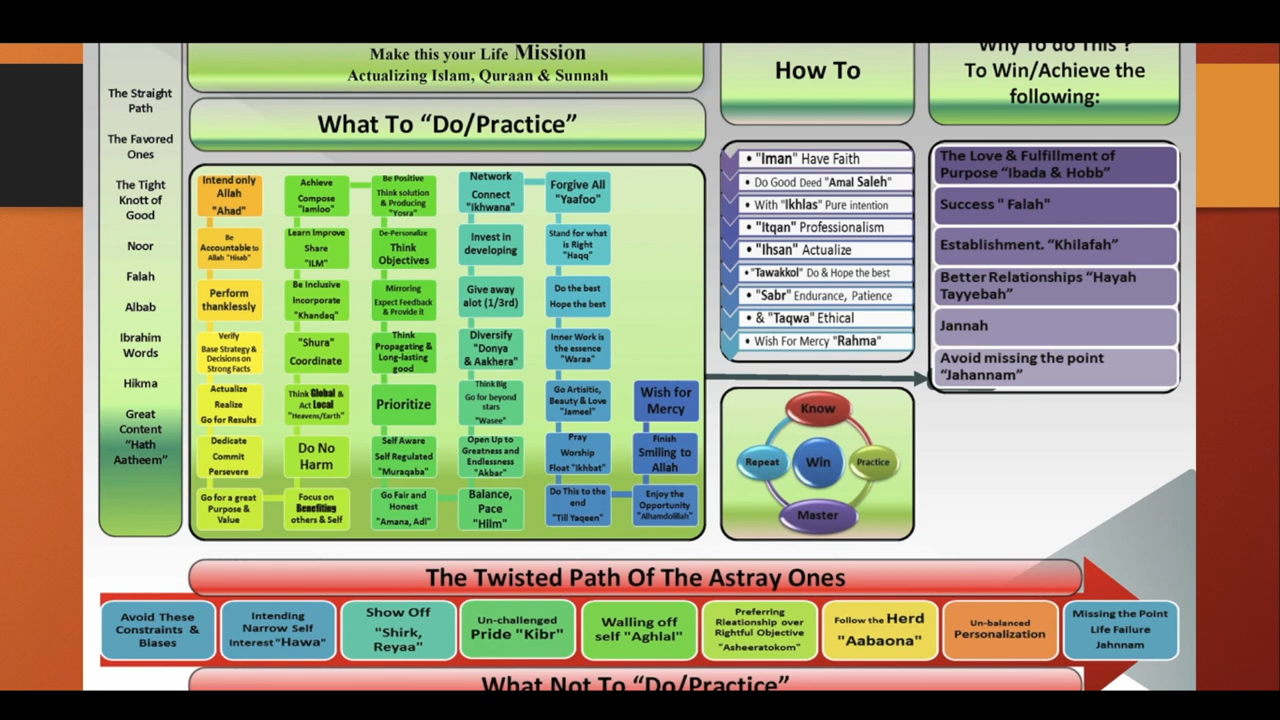 Make this your Life Mission
Actualizing Islam, Quraan & Sunnah
How To
Why To do This ?
To Win/Achieve the
following:
What To “Do/Practice”
The Straight
Path
The Favored
Ones
The Tight
Knott of
Good
Noor
Falah
Albab
Ibrahim
Words
Hikma
Great
Content
“Hath
Aatheem”
Intend only
Allah
"Ahad"
Be
Accountable to
Allah "Hisab"
Perform
thanklessly
Verify
Base Strategy &
Decisions on
Strong Facts
Actualize
Realize
Go for Results
Dedicate
Commit
Persevere
Go for a great
Purpose &
Value
Achieve
Compose
"Iamloo"
Learn Improve
Share
"ILM"
Be Inclusive
Incorporate
"Khandaq"
"Shura"
Coordinate
Think Global &
Act Local
"Heavens/Earth"
Do No
Harm
Focus on
Benefiting
others & Self
Be Positive
Think solution
& Producing
"Yosra"
De-Personalize
Think
Objectives
Mirroring
Expect Feedback
& Provide it
Think
Propagating &
Long-lasting
good
Prioritize
Self Aware
Self Regulated
"Muraqaba"
Go Fair and
Honest
"Amana, Adl"
Network
Connect
"Ikhwana"
Invest in
developing
Give away
alot (1/3rd)
Diversify
"Donya
& Aakhera"
Think Big
Go for beyond
stars
"Wasee"
Open Up to
Greatness and
Endlessness
"Akbar"
Balance,
Pace
"Hilm"
Forgive All
"Yaafoo"
Stand for what
is Right
"Haqq"
Do the best
Hope the best
Inner Work is
the essence
"Waraa"
Go Artisitic,
Beauty & Love
"Jameel"
Pray
Worship
Float "Ikhbat"
Do This to the
end
"Till Yaqeen"
Wish for
Mercy
Finish
Smiling to
Allah
Enjoy the
Opportunity
"Alhamdolillah"
• "Iman" Have Faith
• Do Good Deed "Amal Saleh"
• With "Ikhlas" Pure intention
• "Itqan" Professionalism
• "Ihsan" Actualize
• "Tawakkol" Do & Hope the best
• "Sabr" Endurance, Patience
• & "Taqwa" Ethical
• Wish For Mercy "Rahma"
The Love & Fulfillment of
Purpose “Ibada & Hobb”
Success " Falah"
Establishment. “Khilafah”
Better Relationships “Hayah
Tayyebah”
Jannah
Avoid missing the point
“Jahannam”
Know
Repeat
Win
Practice
Master
The Twisted Path Of The Astray Ones
Avoid These
Constraints &
Biases
Intending
Narrow Self
Interest "Hawa"
Show Off
"Shirk,
Reyaa"
Un-challenged
Pride "Kibr"
Walling off
self "Aghlal"
Preferring
Rleationship over
Rightful Objective
"Asheeratokom"
Follow the Herd
"Aabaona"
Un-balanced
Personalization
Missing the Point
Life Failure
Jahnnam
What Not To “Do/Practice”